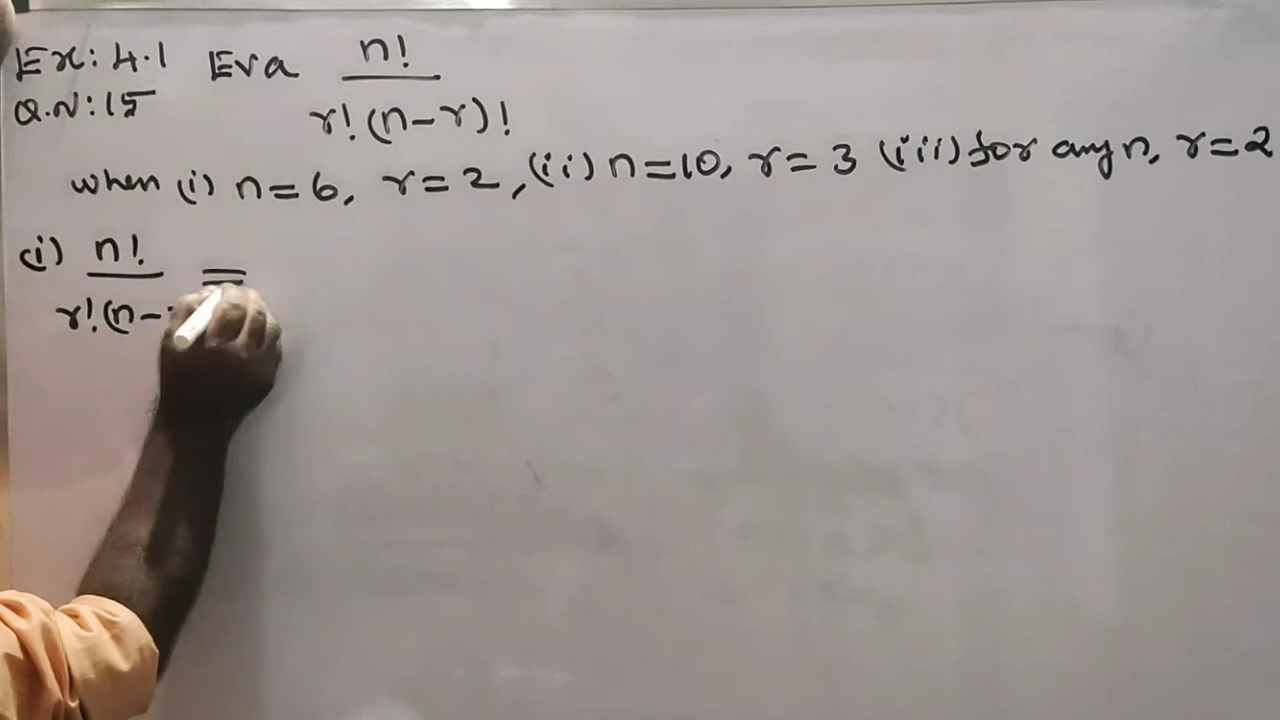 Ex: 4.1 Eva n!
Q.N: 15 r!(n-r)!
when (i) n=6, r=2, (ii) n=10, r=3 (iii) for any n, r=2
(i) n! =
r!(n-